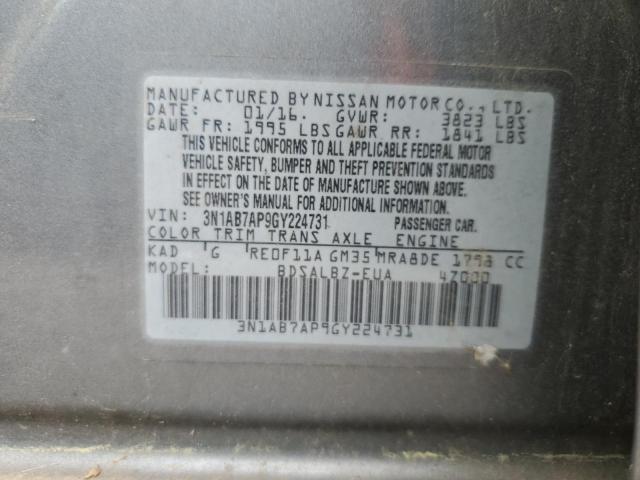 MANUFACTURED BY NISSAN MOTOR CO., LTD.
DATE: 01/16. GVWR: 3823 LBS
GAWR FR: 1995 LBS GAWR RR: 1841 LBS
THIS VEHICLE CONFORMS TO ALL APPLICABLE FEDERAL MOTOR
VEHICLE SAFETY, BUMPER AND THEFT PREVENTION STANDARDS
IN EFFECT ON THE DATE OF MANUFACTURE SHOWN ABOVE.
SEE OWNER'S MANUAL FOR ADDITIONAL INFORMATION.
VIN: 3N1AB7AP9GY224731 PASSENGER CAR.
COLOR TRIM TRANS AXLE ENGINE
KAD G RE0F11A GM35 MRA8DE 1798 CC
MODEL: BDSALBZ-EUA 47000
3N1AB7AP9GY224731